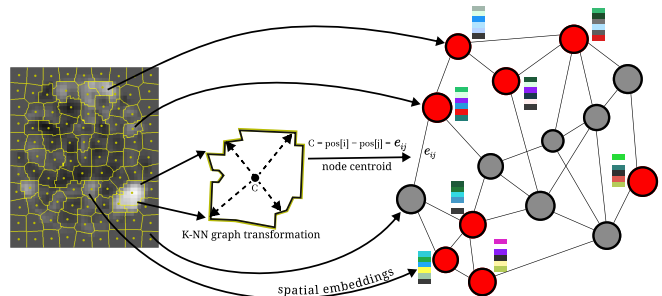 C = pos[i] − pos[j] = e_ij
node centroid
e_ij
C
K-NN graph transformation
spatial embeddings